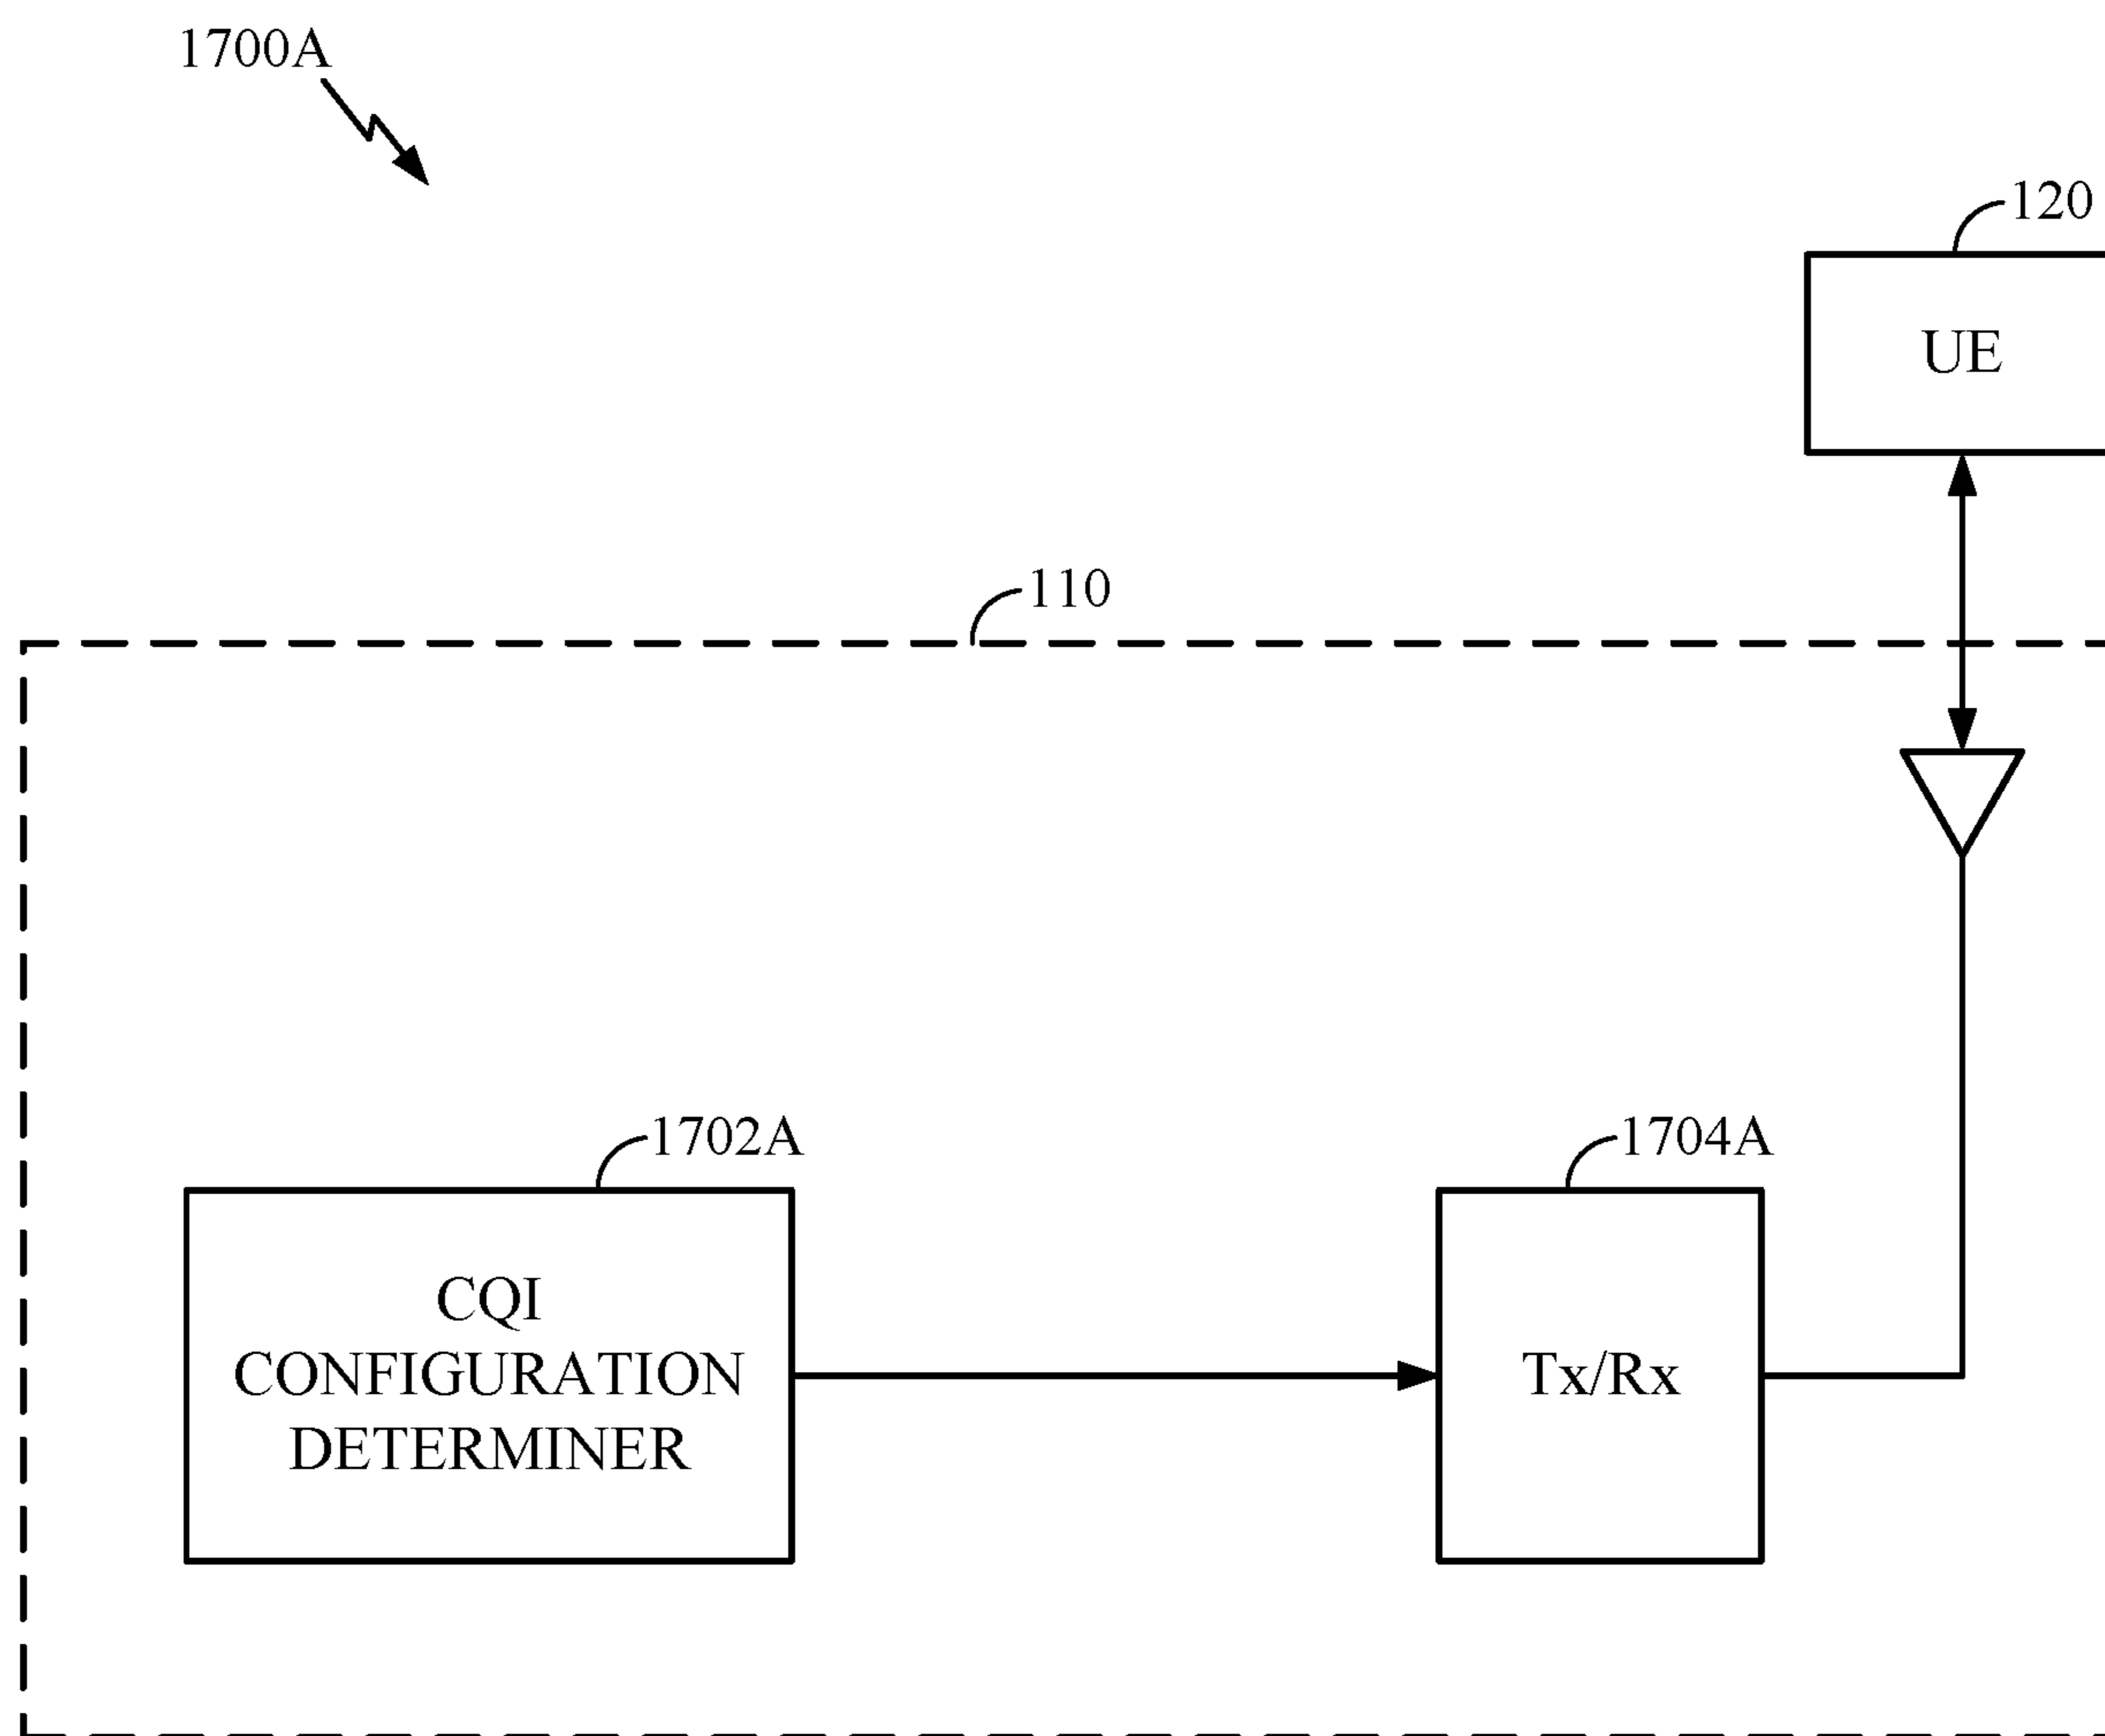 1700A
120
UE
110
1702A
1704A
CQI
CONFIGURATION
DETERMINER
Tx/Rx